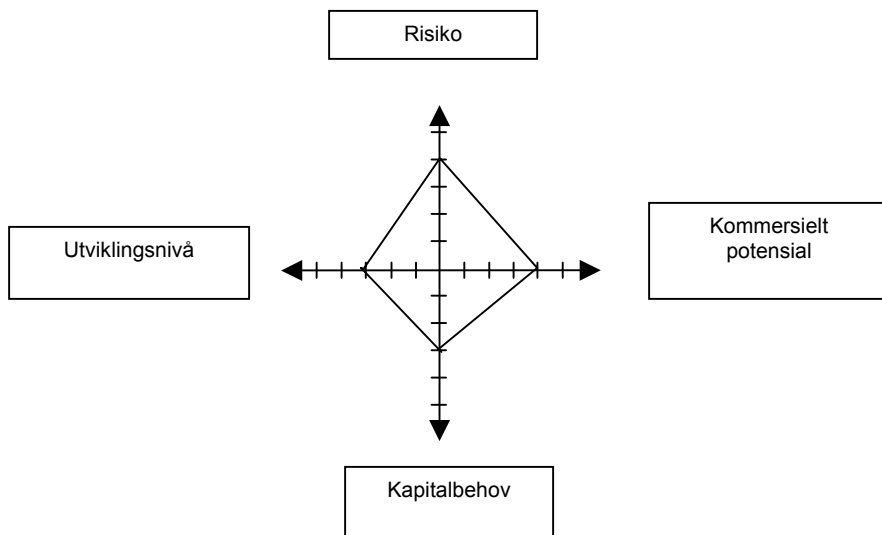 Risiko
Utviklingsnivå
Kommersielt
potensial
Kapitalbehov